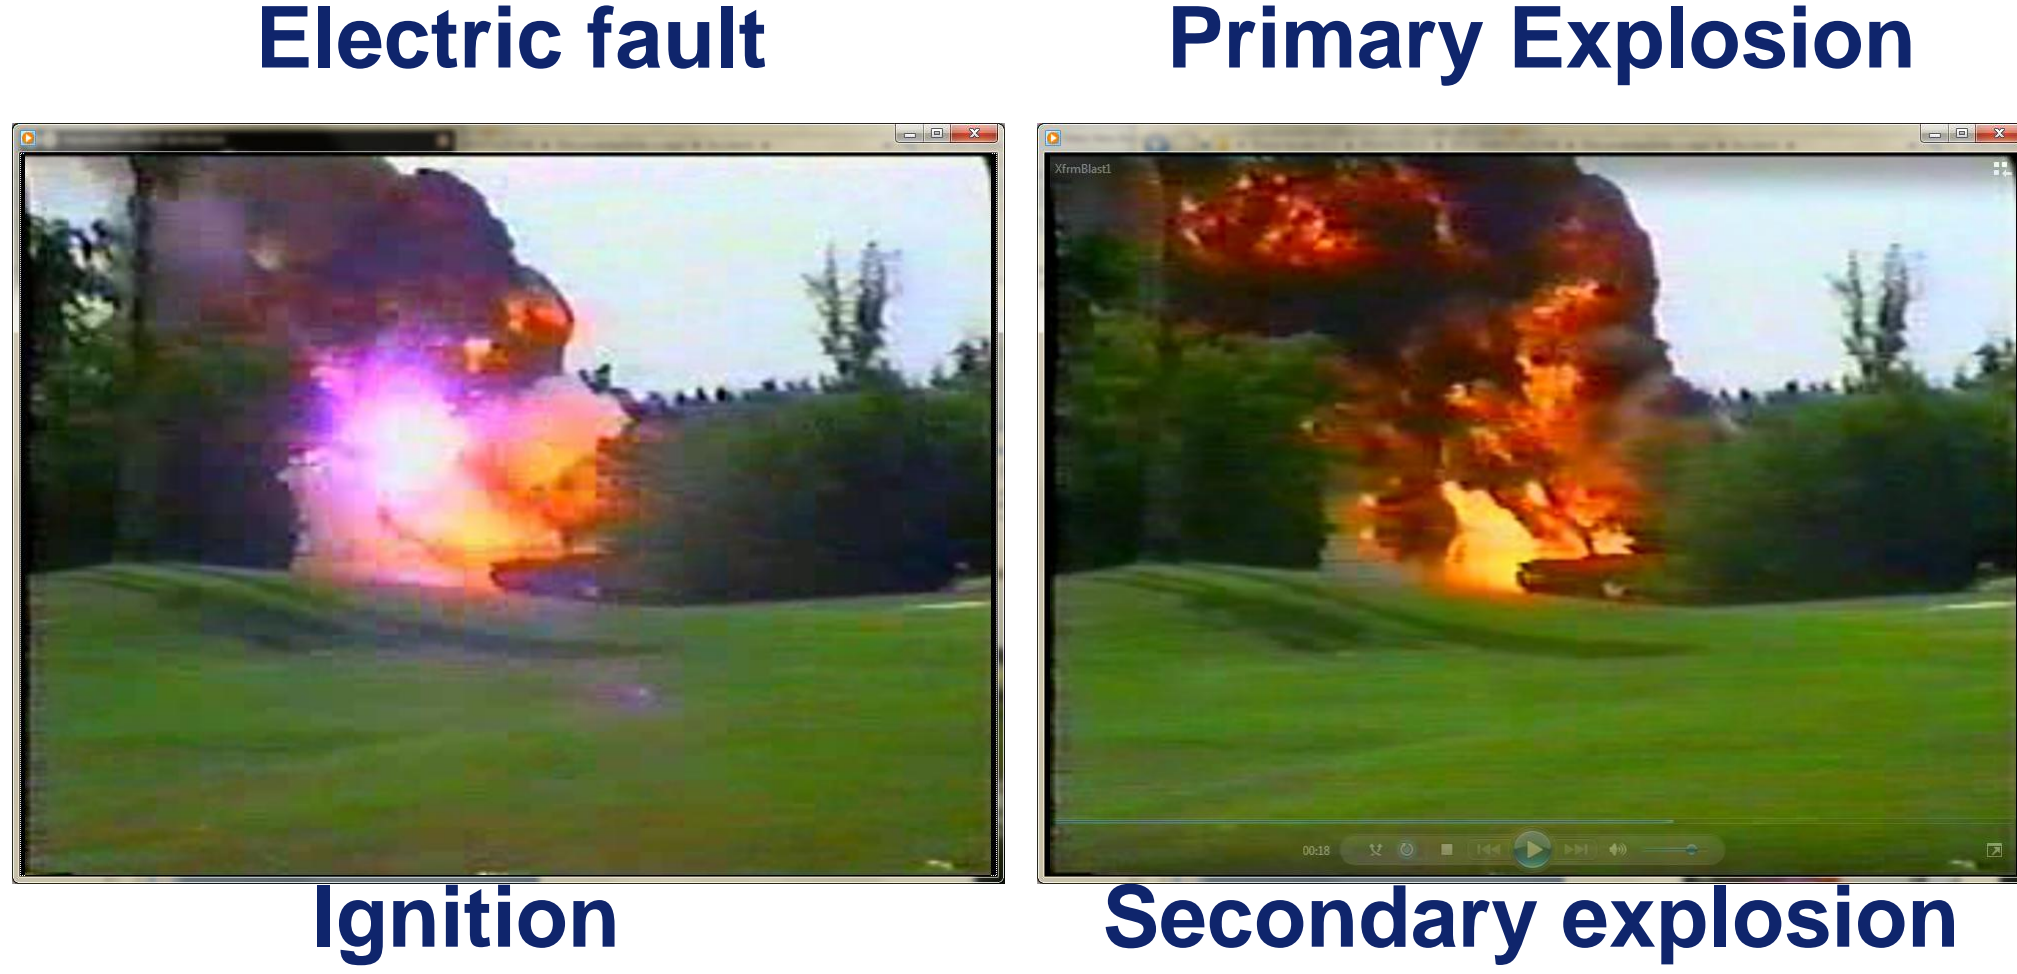 Electric fault
Primary Explosion
XfrmBlast1
00:18
Ignition
Secondary explosion